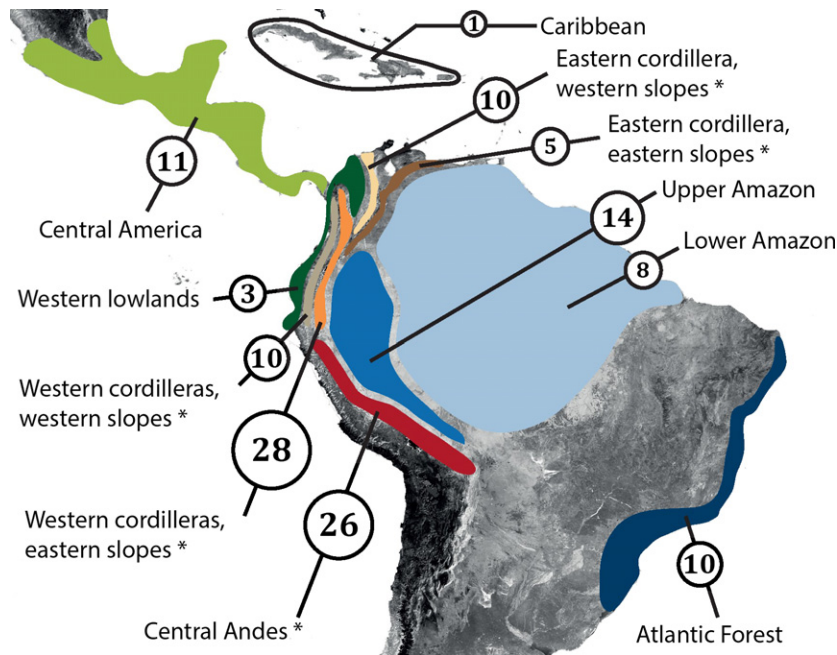 1
Caribbean
Eastern cordillera,
western slopes *
10
Eastern cordillera,
eastern slopes *
5
11
Upper Amazon
14
Central America
Lower Amazon
8
Western lowlands
3
10
Western cordilleras,
western slopes *
28
Western cordilleras,
eastern slopes *
26
10
Central Andes *
Atlantic Forest